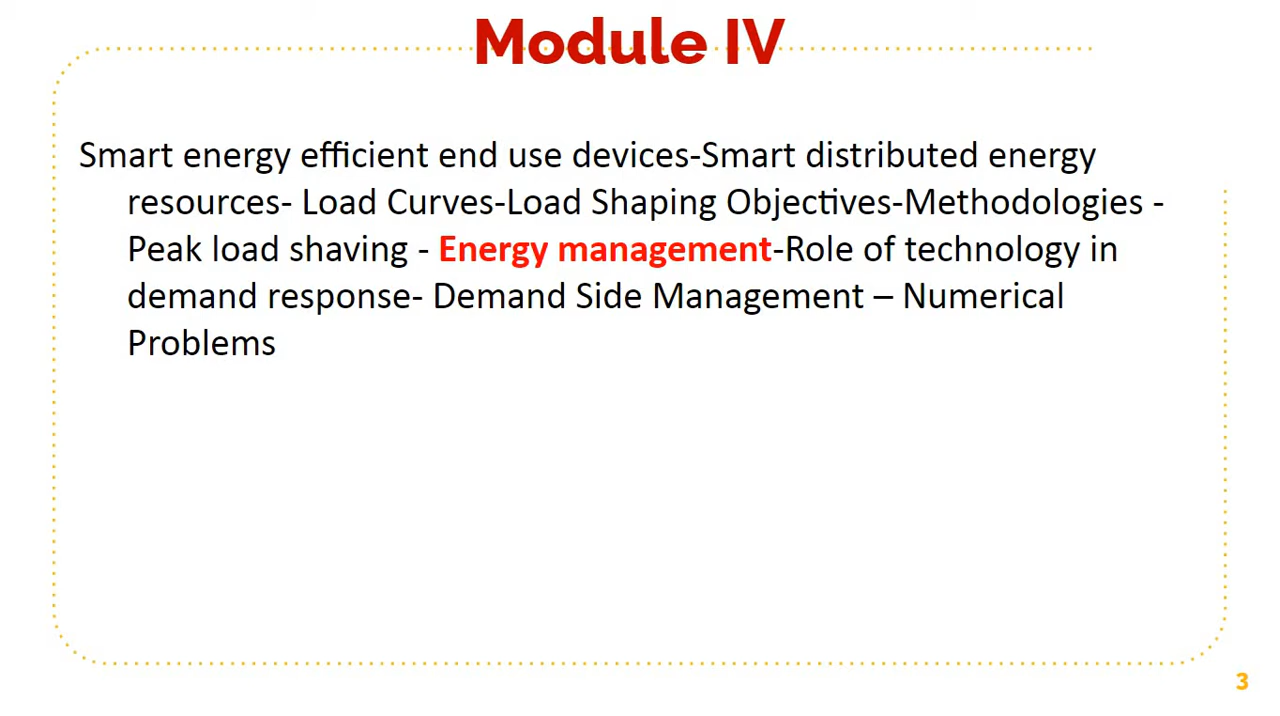 Module IV
Smart energy efficient end use devices-Smart distributed energy
resources- Load Curves-Load Shaping Objectives-Methodologies -
Peak load shaving - Energy management-Role of technology in
demand response- Demand Side Management – Numerical
Problems
3